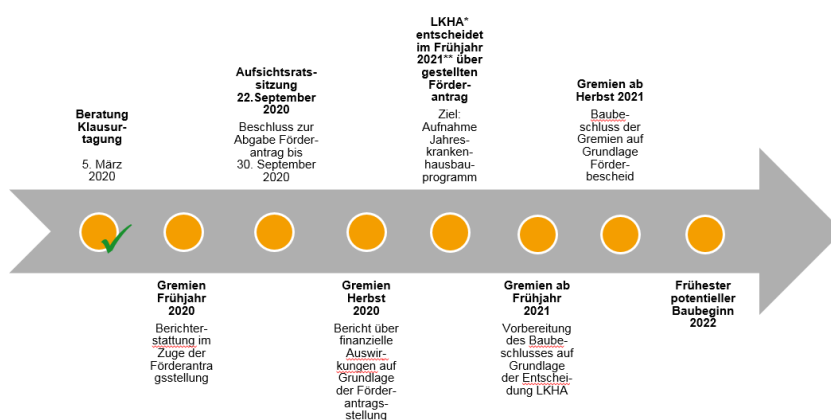 Beratung
Klausur-
tagung
5. März
2020
Gremien
Frühjahr
2020
Berichter-
stattung im
Zuge der
Förderantra
gsstellung
Aufsichtsrats-
sitzung
22.September
2020
Beschluss zur
Abgabe Förder-
antrag bis
30. September
2020
Gremien
Herbst
2020
Bericht über
finanzielle
Auswir-
kungen auf
Grundlage
der Förder-
antrags-
stellung
LKHA*
entscheidet
im Frühjahr
2021** über
gestellten
Förder-
antrag
Ziel:
Aufnahme
Jahres-
kranken-
hausbau-
programm
Gremien ab
Frühjahr
2021
Vorbereitung
des Baube-
schlusses auf
Grundlage
der Entschei-
dung LKHA
Gremien ab
Herbst 2021
Baube-
schluss der
Gremien auf
Grundlage
Förder-
bescheid
Frühester
potentieller
Baubeginn
2022